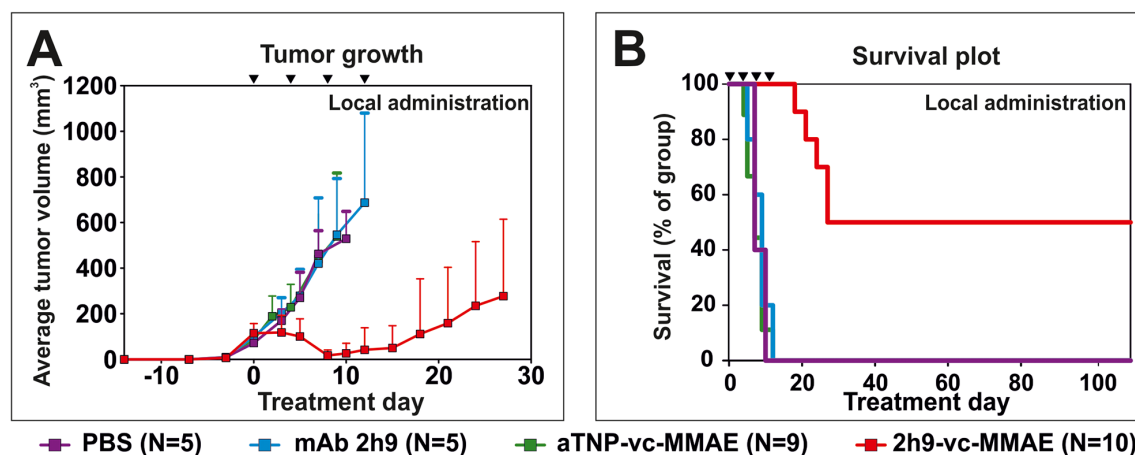 A
Tumor growth
Local administration
Average tumor volume (mm³)
1200
1000
800
600
400
200
0
-10 0 10 20 30
Treatment day
B
Survival plot
Local administration
Survival (% of group)
100
80
60
40
20
0
0 20 40 60 80 100
Treatment day
PBS (N=5) mAb 2h9 (N=5) aTNP-vc-MMAE (N=9) 2h9-vc-MMAE (N=10)